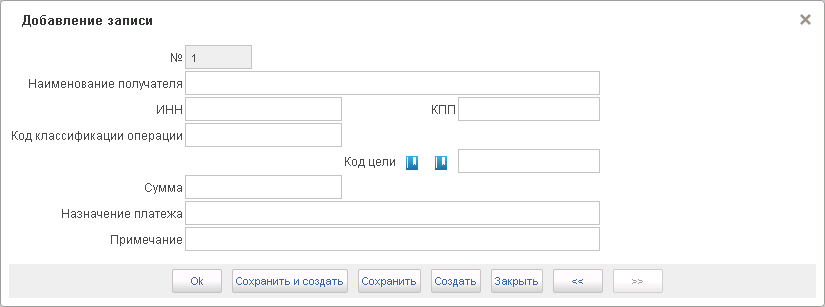 Добавление записи
№ 1
Наименование получателя
ИНН КПП
Код классификации операции
Код цели
Сумма
Назначение платежа
Примечание
Ok Сохранить и создать Сохранить Создать Закрыть << >>